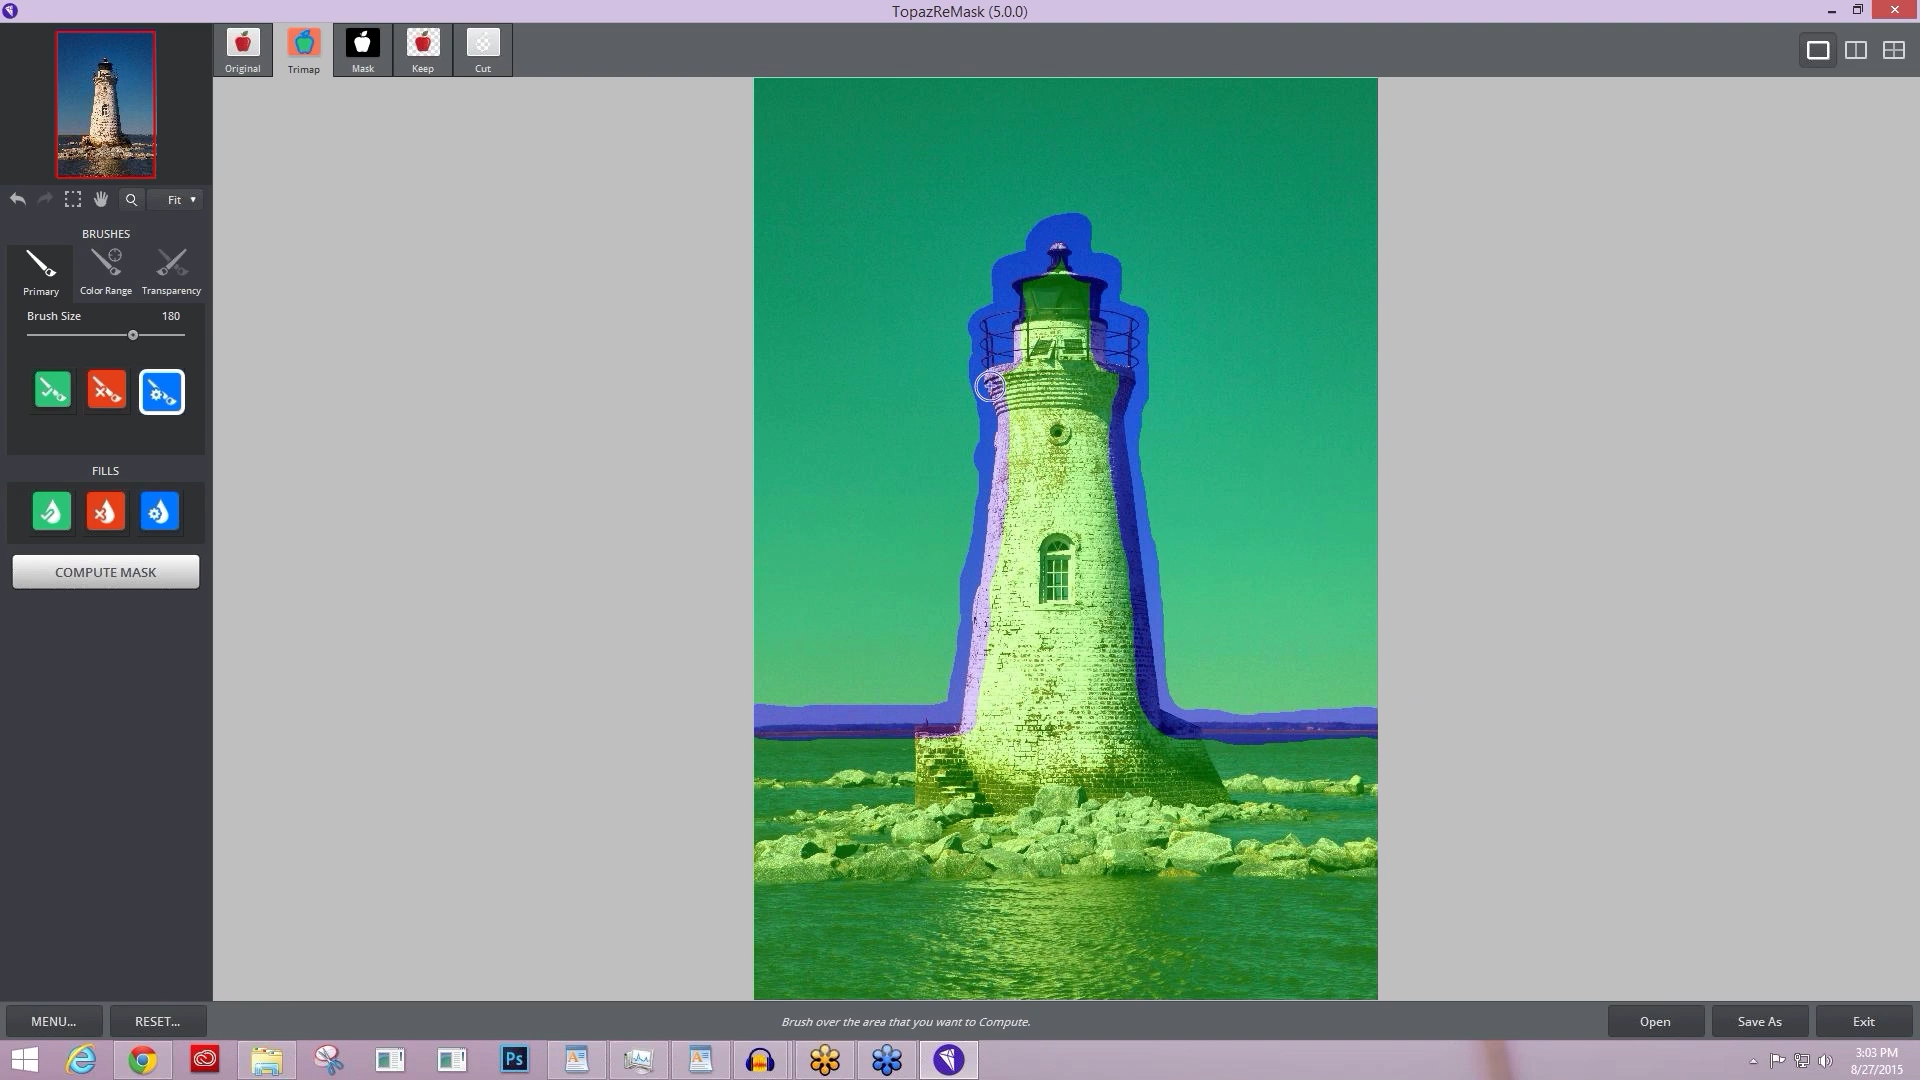 TopazReMask (5.0.0)
Original
Trimap
Mask
Keep
Cut
Fit
BRUSHES
Primary
Color Range
Transparency
Brush Size 180
FILLS
COMPUTE MASK
MENU...
RESET...
Brush over the area that you want to Compute.
Open
Save As
Exit
Ps
3:03 PM
8/27/2015